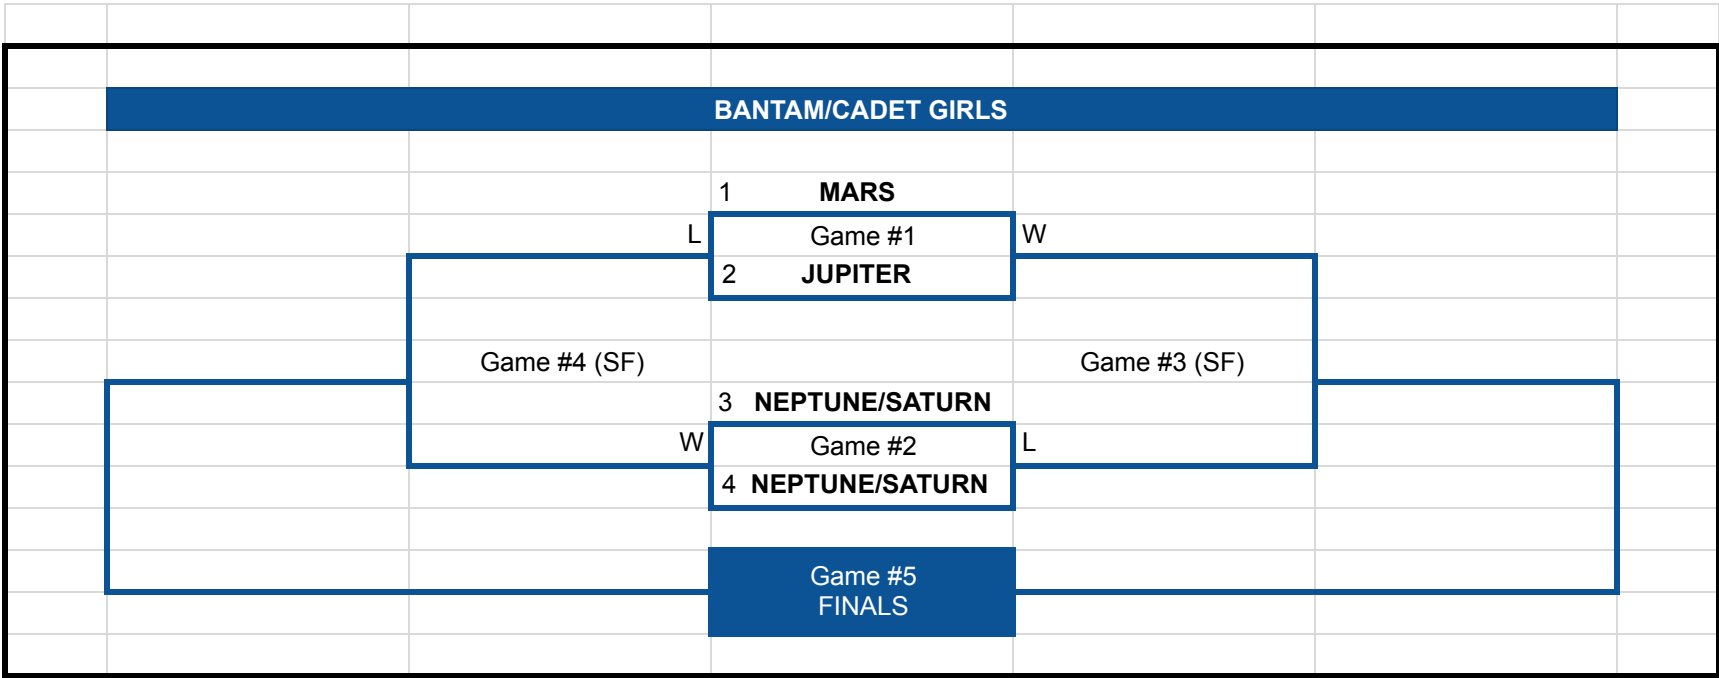 BANTAM/CADET GIRLS
1 MARS
L Game #1 W
2 JUPITER
Game #4 (SF) Game #3 (SF)
3 NEPTUNE/SATURN
W Game #2 L
4 NEPTUNE/SATURN
Game #5
FINALS